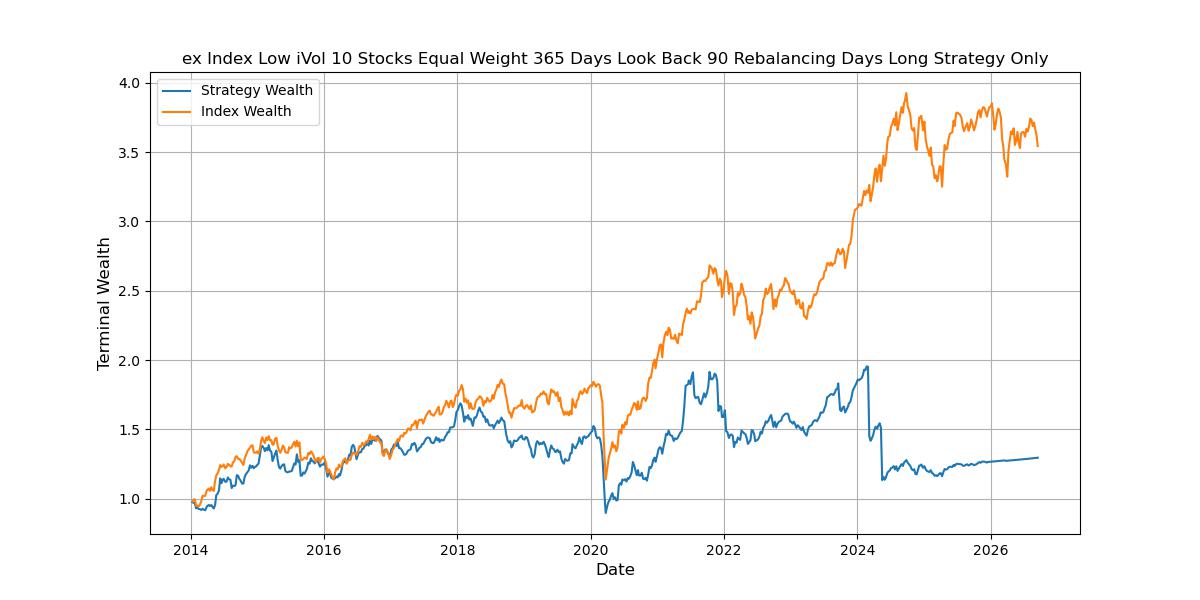 ex Index Low iVol 10 Stocks Equal Weight 365 Days Look Back 90 Rebalancing Days Long Strategy Only
Strategy Wealth
Index Wealth
Terminal Wealth
4.0
3.5
3.0
2.5
2.0
1.5
1.0
2014 2016 2018 2020 2022 2024 2026
Date